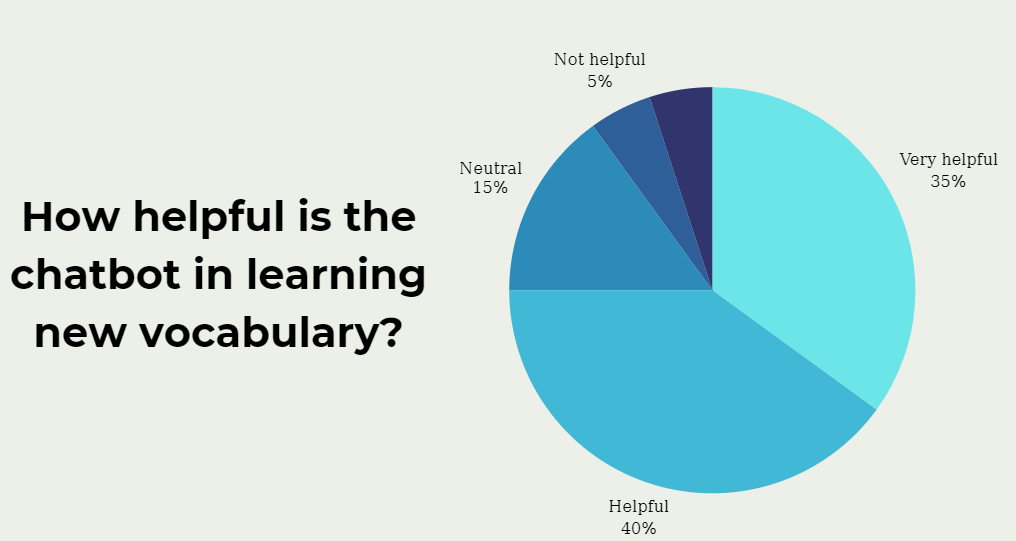 How helpful is the
chatbot in learning
new vocabulary?
Not helpful
5%
Very helpful
35%
Neutral
15%
Helpful
40%